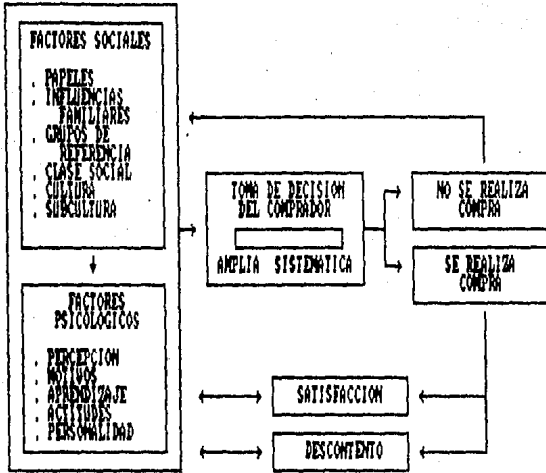 FACTORES SOCIALES
. PAPELES
. INFLUENCIAS
FAMILIARES
. GRUPOS DE
REFERENCIA
. CLASE SOCIAL
. CULTURA
. SUBCULTURA
FACTORES
PSICOLOGICOS
. PERCEPCION
. MOTIVOS
. APRENDIZAJE
. ACTITUDES
. PERSONALIDAD
TOMA DE DECISION
DEL COMPRADOR
AMPLIA SISTEMATICA
NO SE REALIZA
COMPRA
SE REALIZA
COMPRA
SATISFACCION
DESCONTENTO